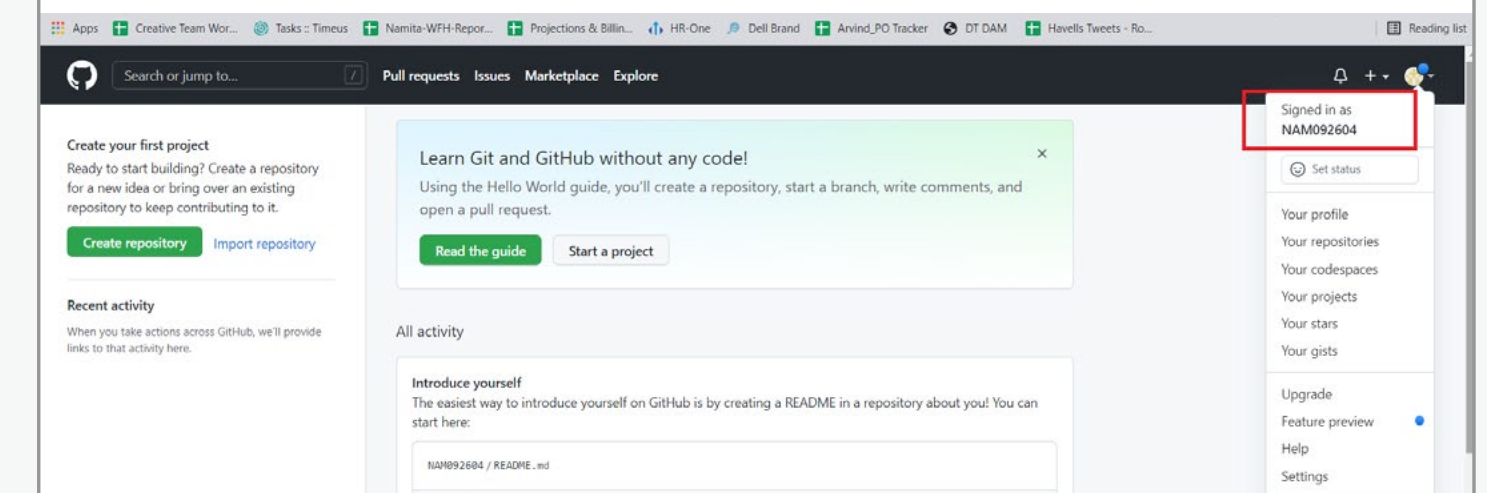 Apps Creative Team Wor... Tasks :: Timeus Namita-WFH-Repor... Projections & Billin... HR-One Dell Brand Arvind_PO Tracker DT DAM Havells Tweets - Ro... Reading list
Search or jump to... / Pull requests Issues Marketplace Explore
Signed in as
NAM092604
Set status
Your profile
Your repositories
Your codespaces
Your projects
Your stars
Your gists
Upgrade
Feature preview
Help
Settings
Create your first project
Ready to start building? Create a repository
for a new idea or bring over an existing
repository to keep contributing to it.
Create repository Import repository
Recent activity
When you take actions across GitHub, we'll provide
links to that activity here.
Learn Git and GitHub without any code!
Using the Hello World guide, you'll create a repository, start a branch, write comments, and
open a pull request.
Read the guide Start a project
All activity
Introduce yourself
The easiest way to introduce yourself on GitHub is by creating a README in a repository about you! You can
start here:
NAM092604 / README.md